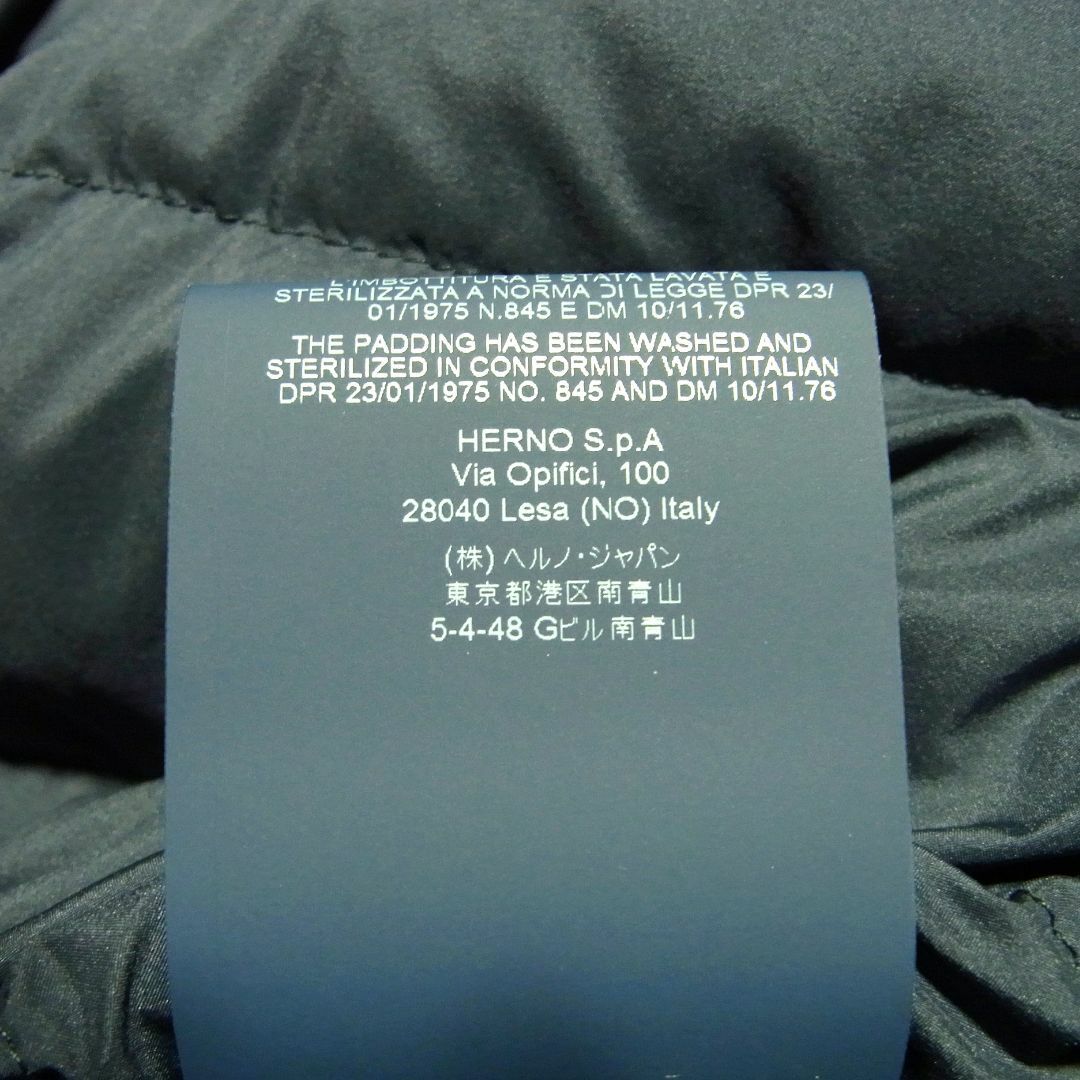 L'IMBOTTITURA E STATA LAVATA E
STERILIZZATA A NORMA DI LEGGE DPR 23/
01/1975 N.845 E DM 10/11.76
THE PADDING HAS BEEN WASHED AND
STERILIZED IN CONFORMITY WITH ITALIAN
DPR 23/01/1975 NO. 845 AND DM 10/11.76
HERNO S.p.A
Via Opifici, 100
28040 Lesa (NO) Italy
(株)ヘルノ・ジャパン
東京都港区南青山
5-4-48 Gビル南青山